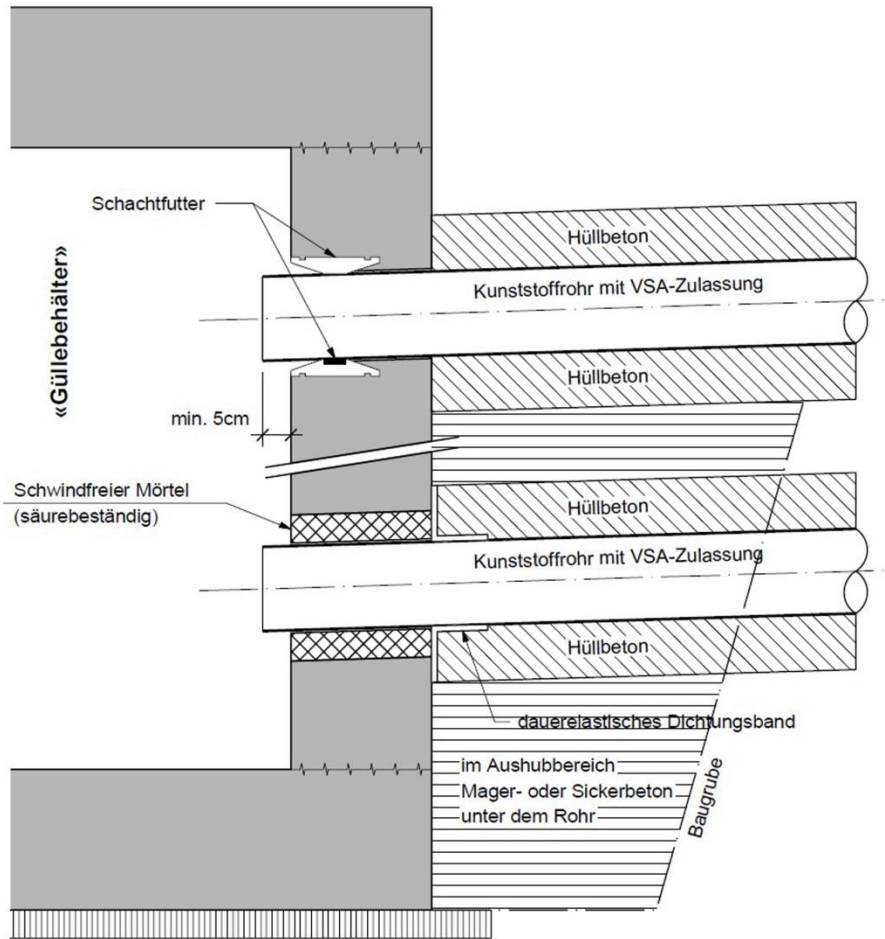 Schachtfutter
Hüllbeton
Kunststoffrohr mit VSA-Zulassung
«Güllebehälter»
Hüllbeton
min. 5cm
Schwindfreier Mörtel
(säurebeständig)
Hüllbeton
Kunststoffrohr mit VSA-Zulassung
Hüllbeton
dauerelastisches Dichtungsband
im Aushubbereich
Mager- oder Sickerbeton
unter dem Rohr
Baugrube